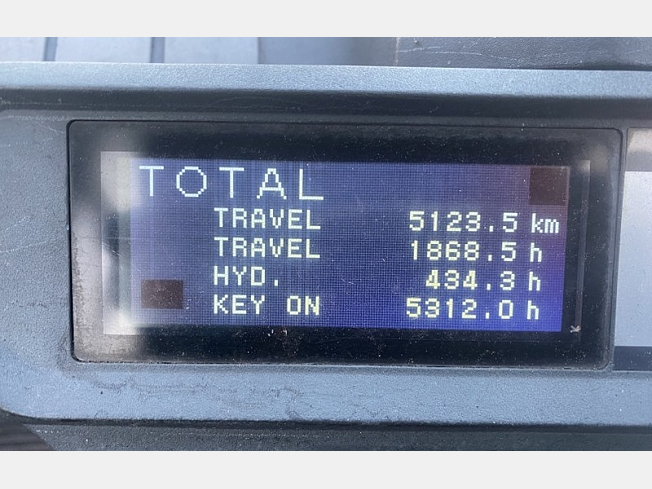 TOTAL
TRAVEL 5123.5 km
TRAVEL 1868.5 h
HYD. 434.3 h
KEY ON 5312.0 h